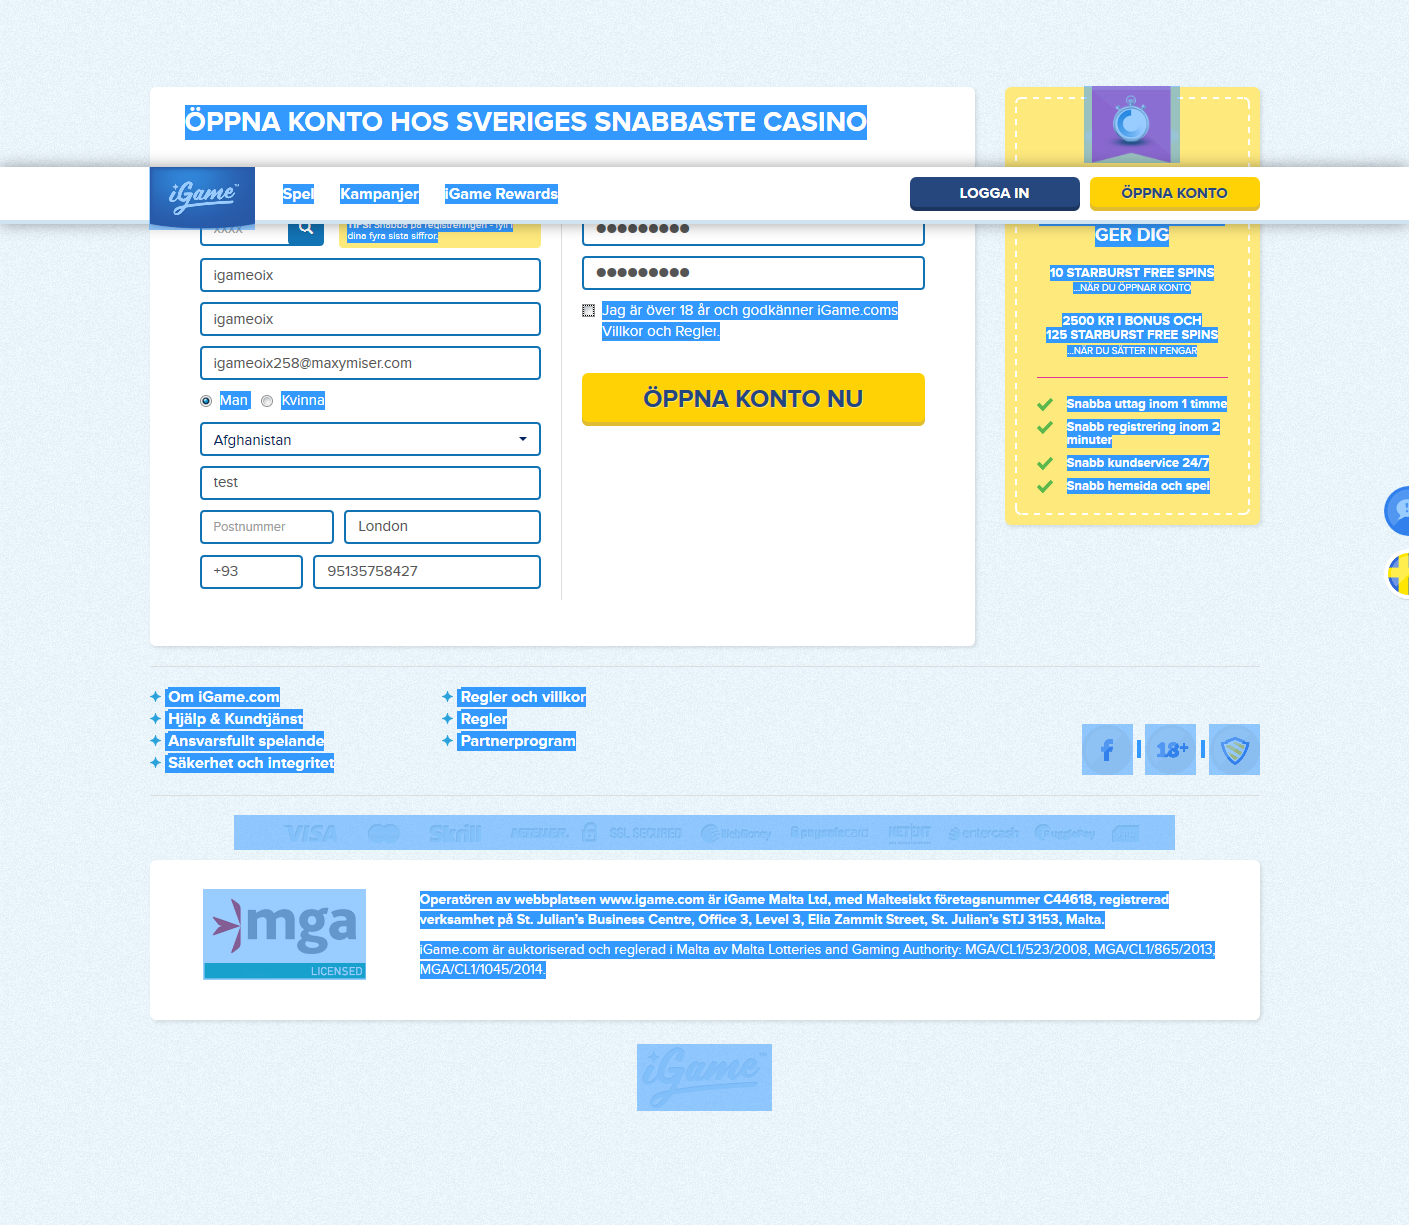 ÖPPNA KONTO HOS SVERIGES SNABBASTE CASINO
iGame™
Spel
Kampanjer
iGame Rewards
LOGGA IN
ÖPPNA KONTO
XXXX
TIPS! Snabba på registreringen - fyll i
dina fyra sista siffror.
igameoix
igameoix
igameoix258@maxymiser.com
Man
Kvinna
Afghanistan
test
Postnummer
London
+93
95135758427
Jag är över 18 år och godkänner iGame.coms
Villkor och Regler.
ÖPPNA KONTO NU
GER DIG
10 STARBURST FREE SPINS
...NÄR DU ÖPPNAR KONTO
2500 KR I BONUS OCH
125 STARBURST FREE SPINS
...NÄR DU SÄTTER IN PENGAR
Snabba uttag inom 1 timme
Snabb registrering inom 2
minuter
Snabb kundservice 24/7
Snabb hemsida och spel
Om iGame.com
Hjälp & Kundtjänst
Ansvarsfullt spelande
Säkerhet och integritet
Regler och villkor
Regler
Partnerprogram
f
18+
VISA
Skrill
NETELLER
SSL SECURED
WebMoney
paysafecard
NET ENT
entercash
PugglePay
mga
LICENSED
Operatören av webbplatsen www.igame.com är iGame Malta Ltd, med Maltesiskt företagsnummer C44618, registrerad
verksamhet på St. Julian’s Business Centre, Office 3, Level 3, Elia Zammit Street, St. Julian’s STJ 3153, Malta.
iGame.com är auktoriserad och reglerad i Malta av Malta Lotteries and Gaming Authority: MGA/CL1/523/2008, MGA/CL1/865/2013,
MGA/CL1/1045/2014.
iGame™